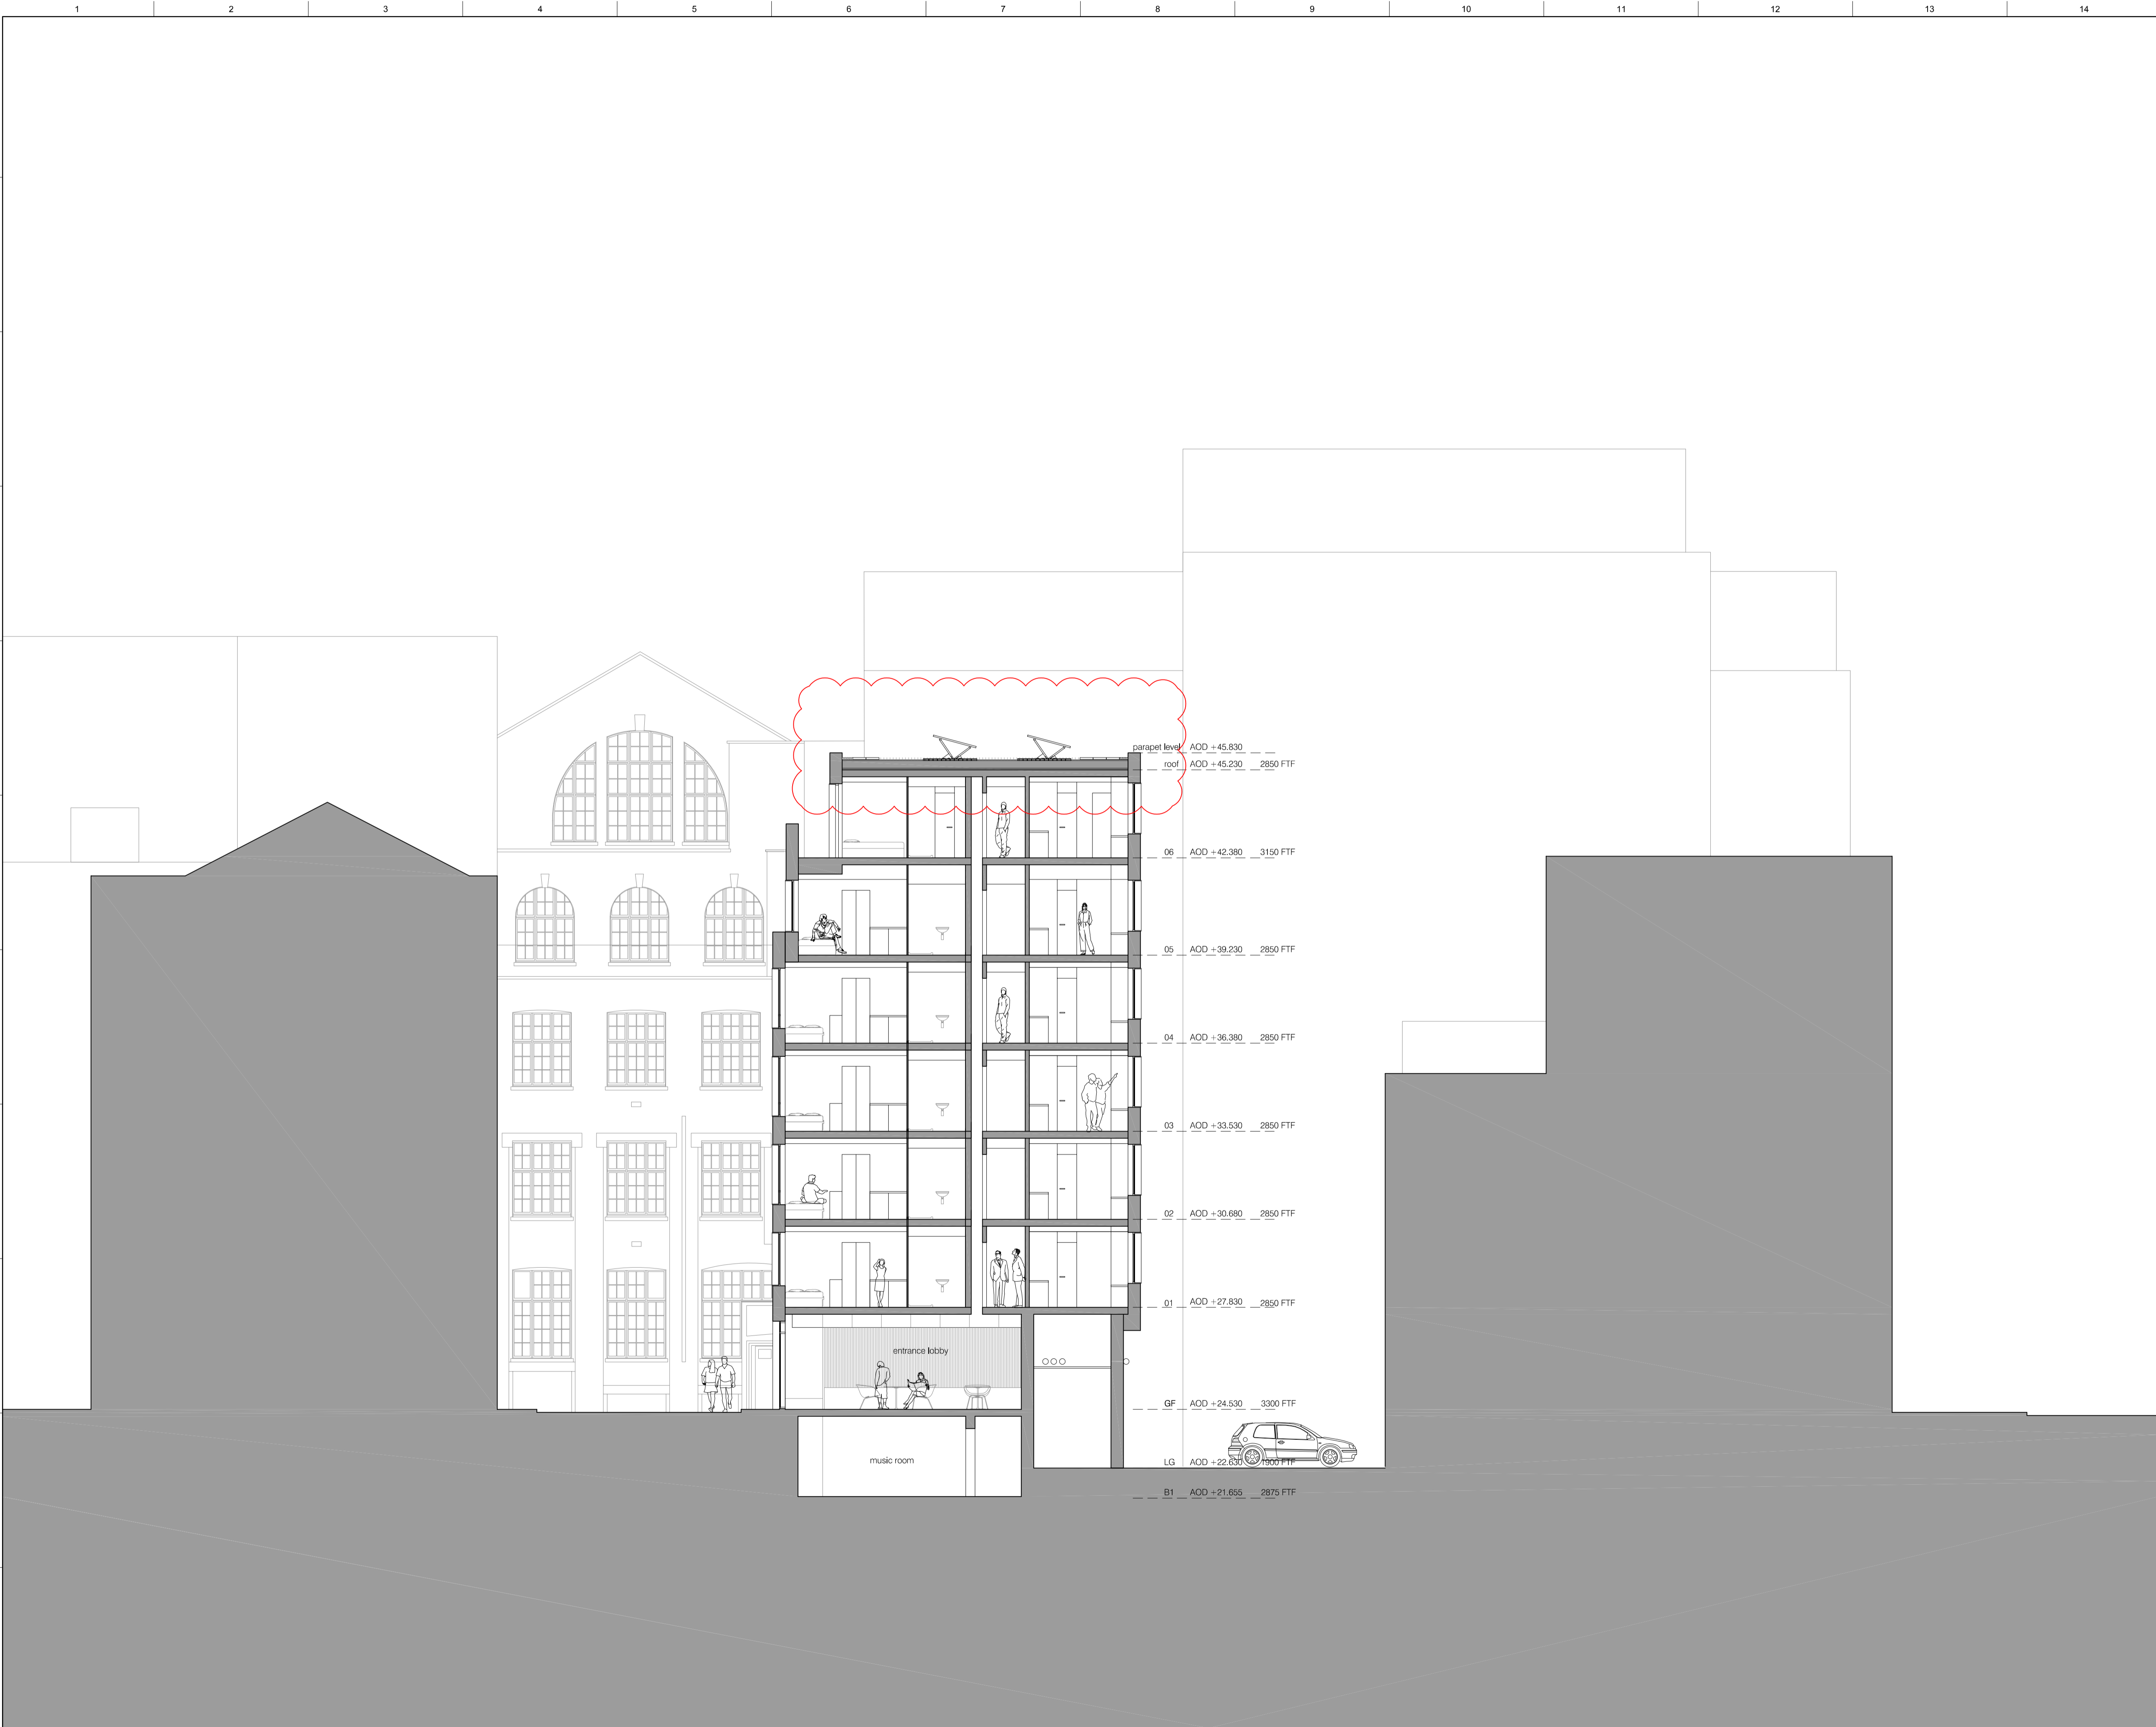 1 2 3 4 5 6 7 8 9 10 11 12 13 14
parapet level AOD +45.830
roof AOD +45.230 2850 FTF
06 AOD +42.380 3150 FTF
05 AOD +39.230 2850 FTF
04 AOD +36.380 2850 FTF
03 AOD +33.530 2850 FTF
02 AOD +30.680 2850 FTF
01 AOD +27.830 2850 FTF
entrance lobby
GF AOD +24.530 3300 FTF
music room
LG AOD +22.630 1900 FTF
B1 AOD +21.655 2875 FTF